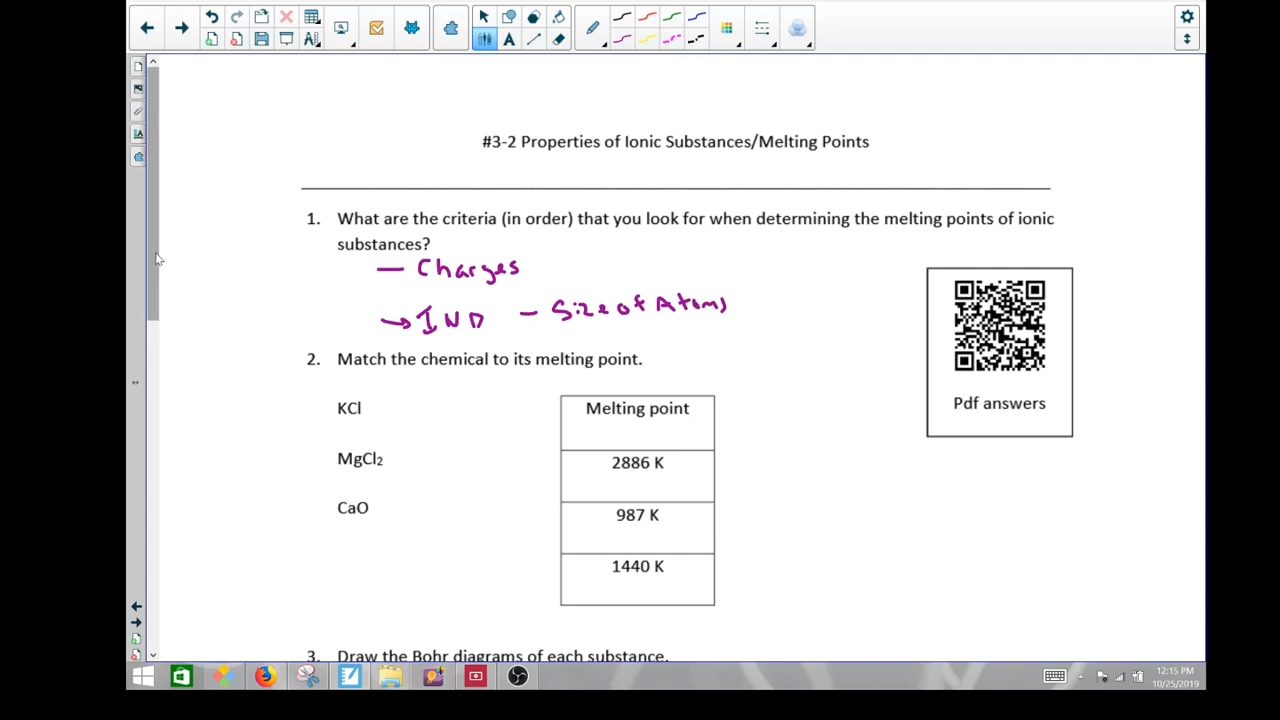 #3-2 Properties of Ionic Substances/Melting Points
1. What are the criteria (in order) that you look for when determining the melting points of ionic
substances?
— Charges
→ IND – Size of Atoms
Pdf answers
2. Match the chemical to its melting point.
KCl
MgCl₂
CaO
Melting point
2886 K
987 K
1440 K
3. Draw the Bohr diagrams of each substance.
12:15 PM
10/25/2019